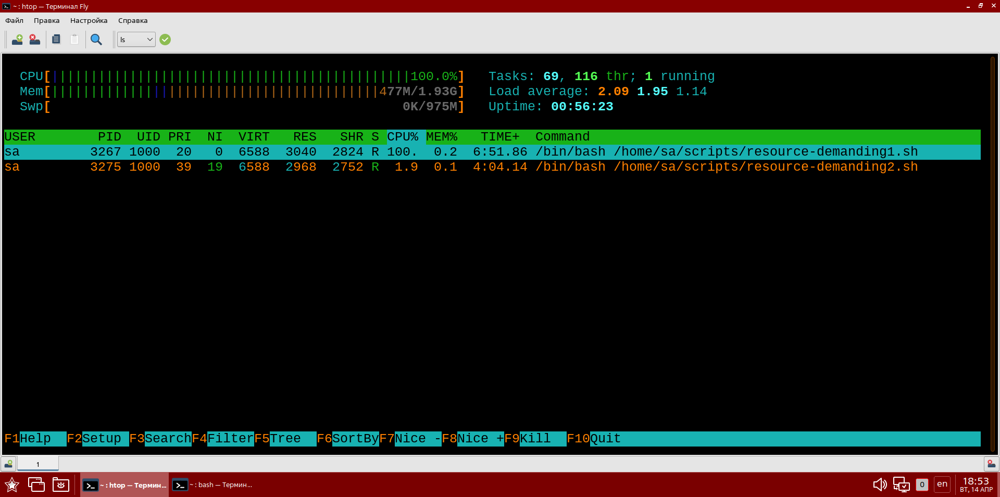 ~ : htop — Терминал Fly
Файл Правка Настройка Справка
ls
CPU[||||||||||||||||||||||||||||||||||||||||||||||100.0%] Tasks: 69, 116 thr; 1 running
Mem[||||||||||||||||||||||||||||||||||||||||||477M/1.93G] Load average: 2.09 1.95 1.14
Swp[ 0K/975M] Uptime: 00:56:23
USER PID UID PRI NI VIRT RES SHR S CPU% MEM% TIME+ Command
sa 3267 1000 20 0 6588 3040 2824 R 100. 0.2 6:51.86 /bin/bash /home/sa/scripts/resource-demanding1.sh
sa 3275 1000 39 19 6588 2968 2752 R 1.9 0.1 4:04.14 /bin/bash /home/sa/scripts/resource-demanding2.sh
F1Help F2Setup F3SearchF4FilterF5Tree F6SortByF7Nice -F8Nice +F9Kill F10Quit
1
~ : htop — Термин... ~ : bash — Термин... 0 en 18:53
ВТ, 14 АПР